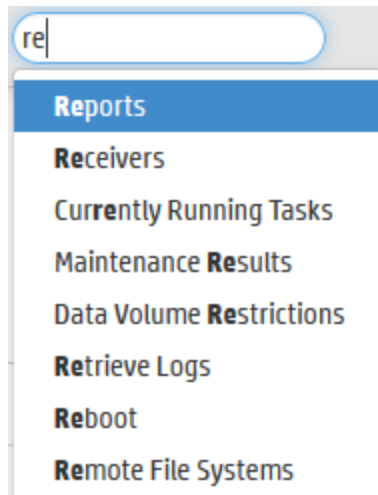 re
Reports
Receivers
Currently Running Tasks
Maintenance Results
Data Volume Restrictions
Retrieve Logs
Reboot
Remote File Systems